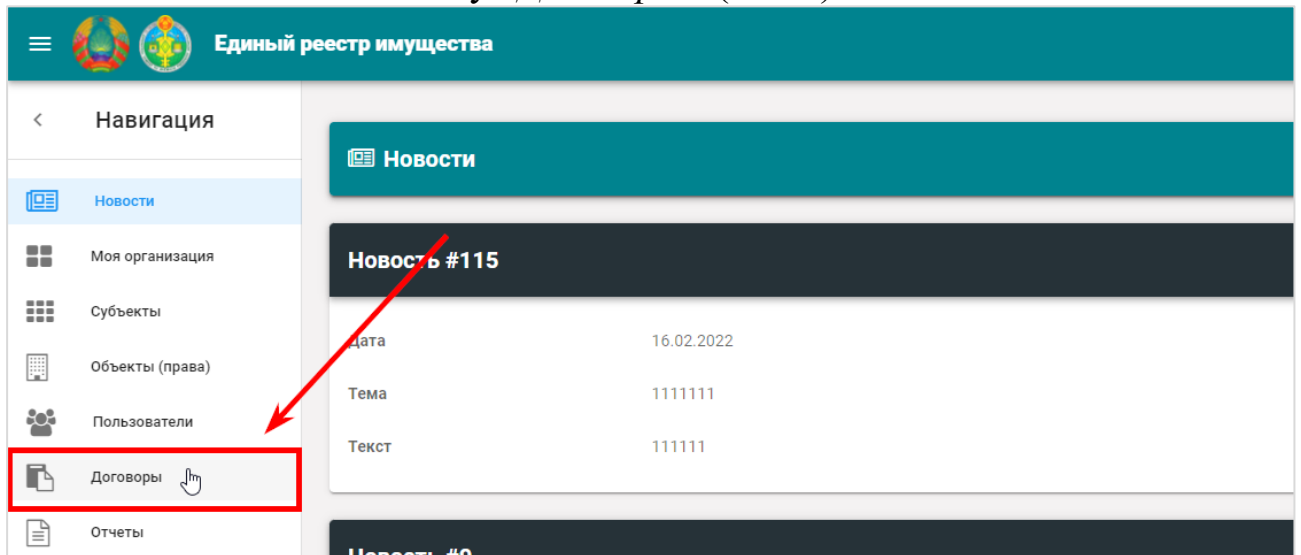 Единый реестр имущества
Навигация
Новости
Новости
Моя организация
Новость #115
Субъекты
Дата 16.02.2022
Объекты (права)
Тема 1111111
Пользователи
Текст 111111
Договоры
Отчеты